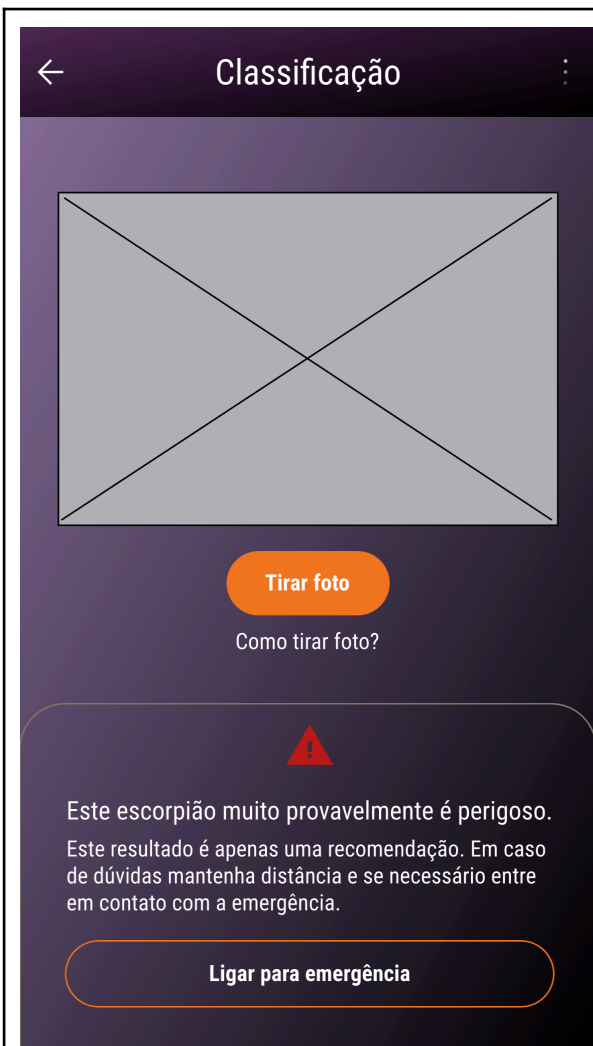 Classificação
Tirar foto
Como tirar foto?
Este escorpião muito provavelmente é perigoso.
Este resultado é apenas uma recomendação. Em caso
de dúvidas mantenha distância e se necessário entre
em contato com a emergência.
Ligar para emergência